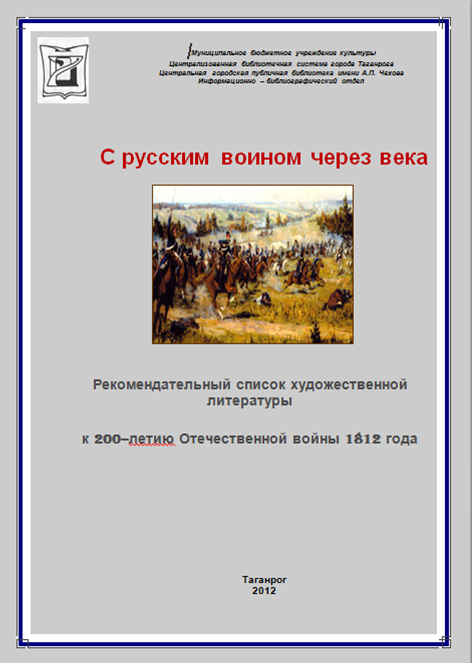 Муниципальное бюджетное учреждение культуры
Централизованная библиотечная система города Таганрога
Центральная городская публичная библиотека имени А.П. Чехова
Информационно – библиографический отдел
С русским воином через века
Рекомендательный список художественной
литературы
к 200-летию Отечественной войны 1812 года
Таганрог
2012